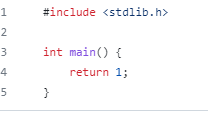 1 #include <stdlib.h>
2
3 int main() {
4     return 1;
5 }